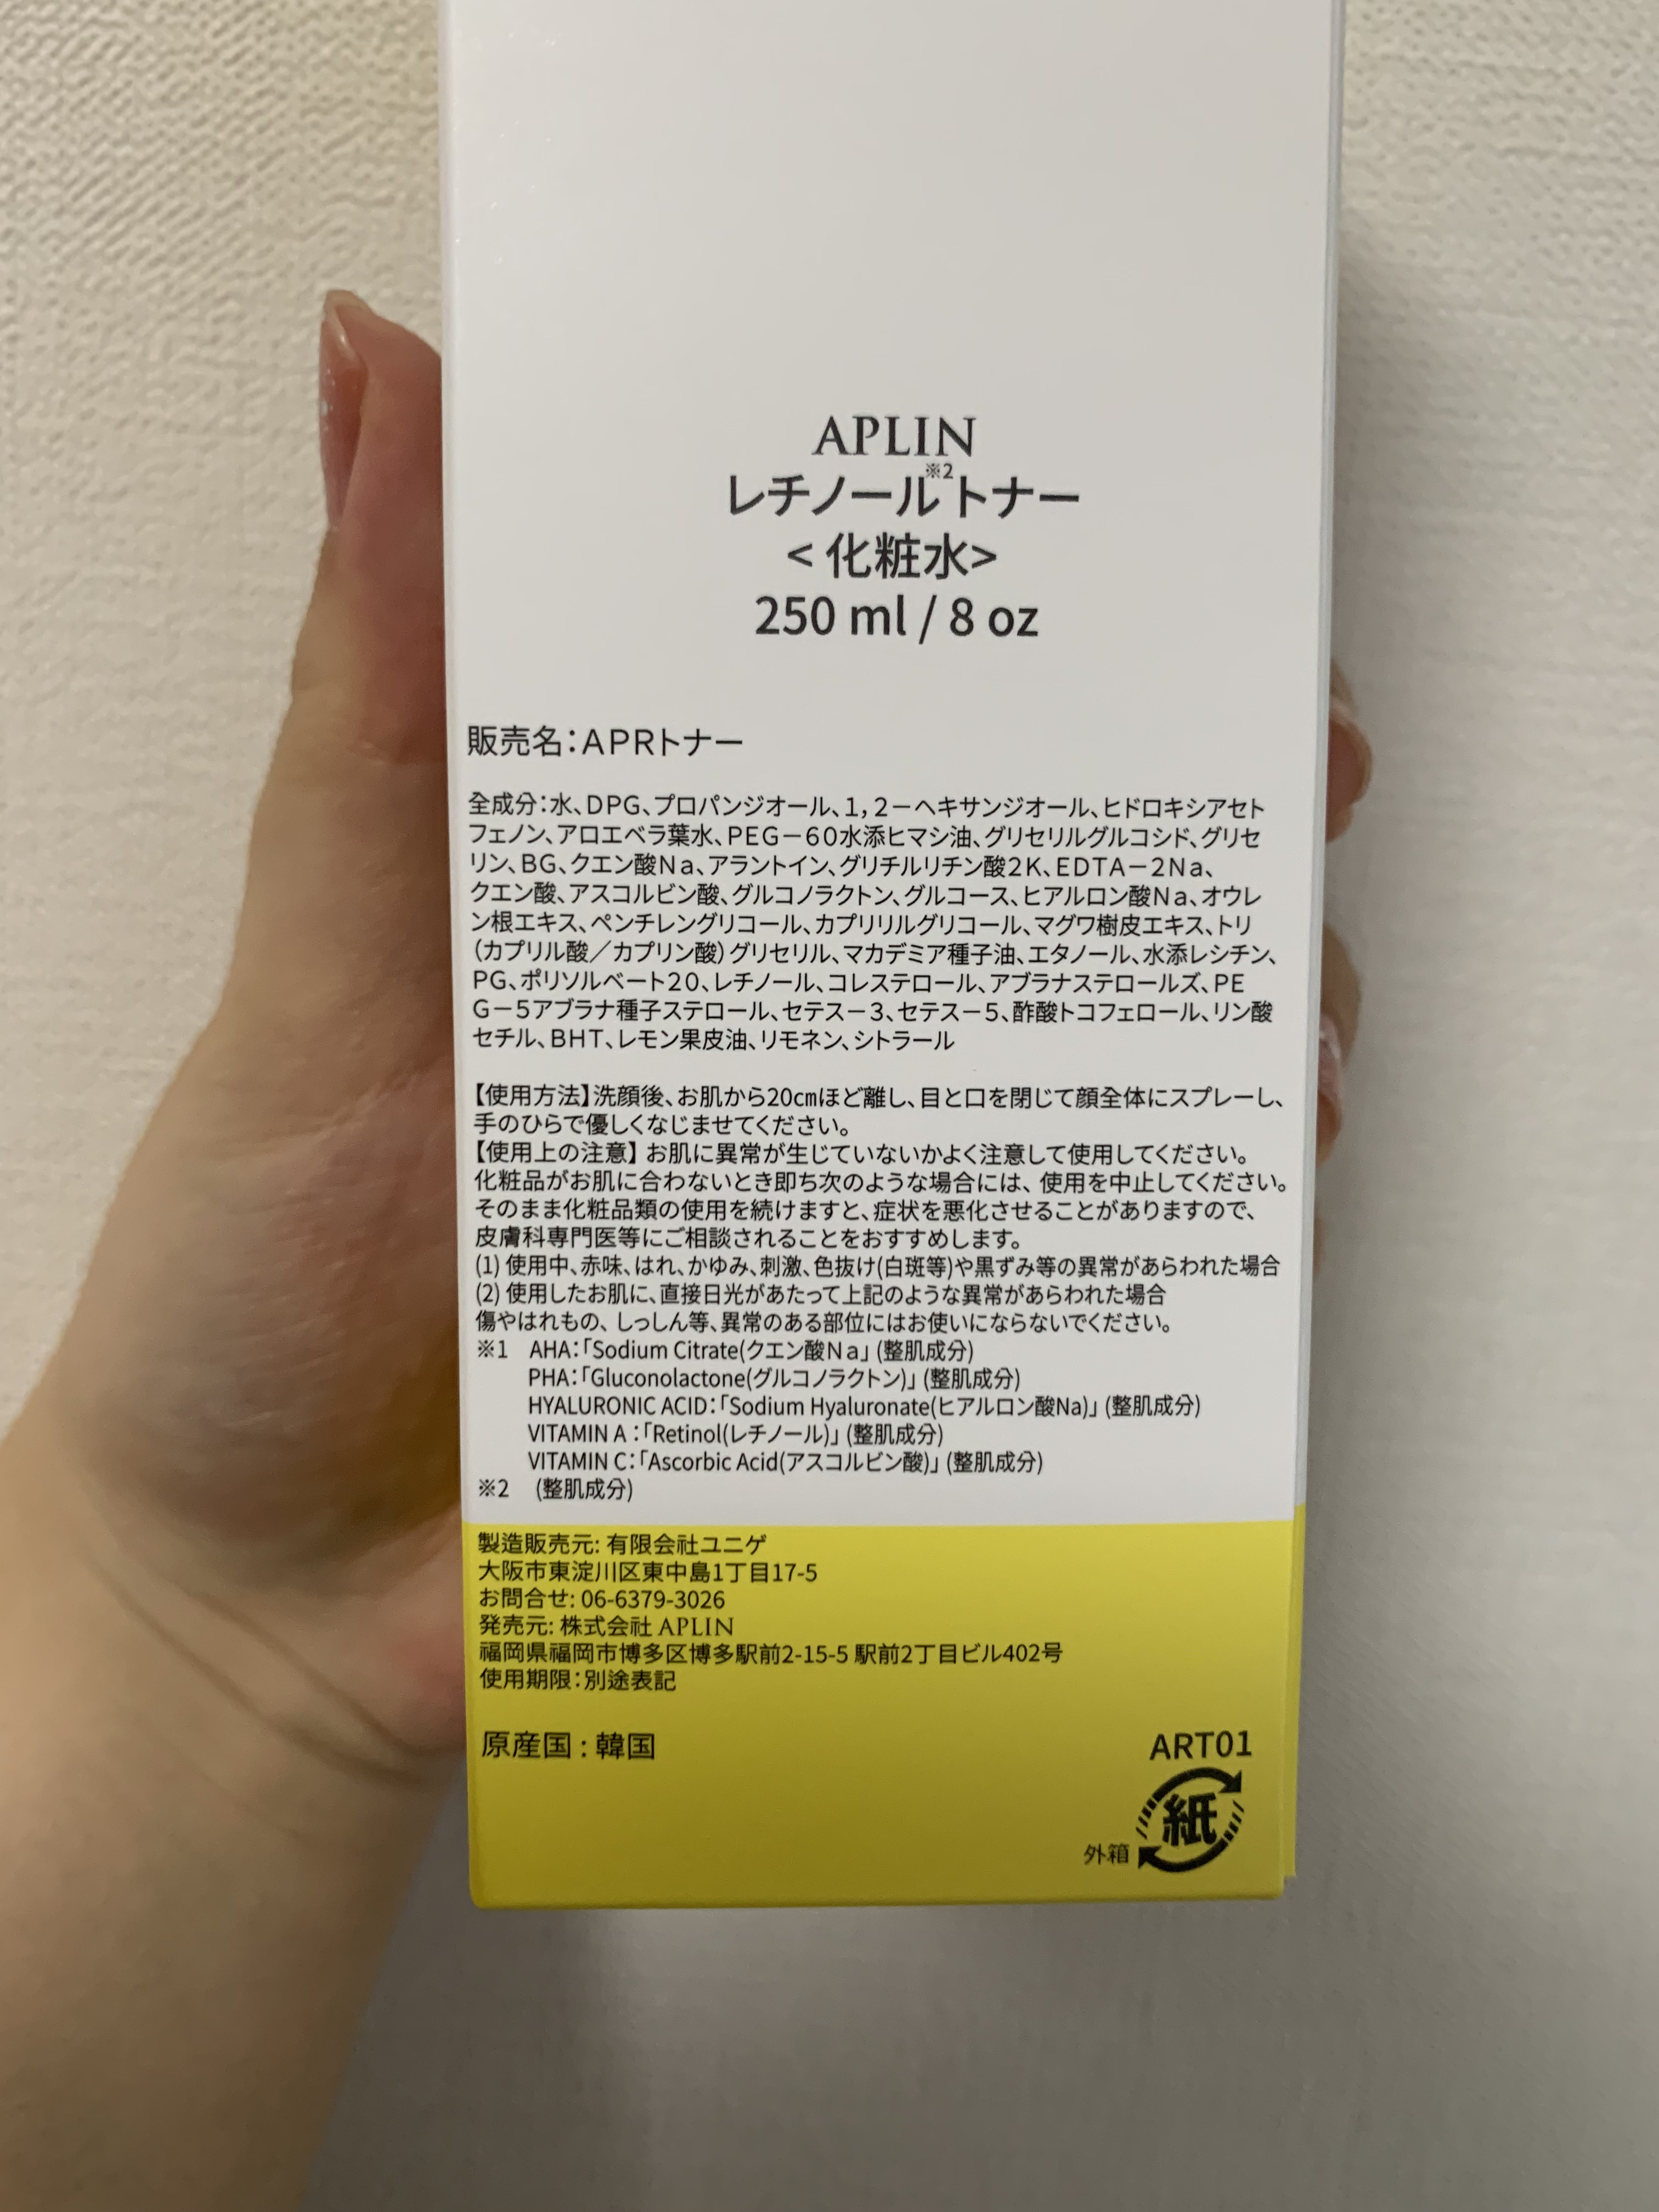 APLIN
レチノール※2トナー
<化粧水>
250 ml / 8 oz
販売名：APRトナー
全成分：水、DPG、プロパンジオール、1，2－ヘキサンジオール、ヒドロキシアセト
フェノン、アロエベラ葉水、PEG－60水添ヒマシ油、グリセリルグルコシド、グリセ
リン、BG、クエン酸Ｎａ、アラントイン、グリチルリチン酸2K、EDTA－2Na、
クエン酸、アスコルビン酸、グルコノラクトン、グルコース、ヒアルロン酸Na、オウレ
ン根エキス、ペンチレングリコール、カプリリルグリコール、マグワ樹皮エキス、トリ
（カプリル酸／カプリン酸）グリセリル、マカデミア種子油、エタノール、水添レシチン、
PG、ポリソルベート20、レチノール、コレステロール、アブラナステロールズ、PE
G－5アブラナ種子ステロール、セテス－3、セテス－5、酢酸トコフェロール、リン酸
セチル、BHT、レモン果皮油、リモネン、シトラール
【使用方法】洗顔後、お肌から20㎝ほど離し、目と口を閉じて顔全体にスプレーし、
手のひらで優しくなじませてください。
【使用上の注意】お肌に異常が生じていないかよく注意して使用してください。
化粧品がお肌に合わないとき即ち次のような場合には、使用を中止してください。
そのまま化粧品類の使用を続けますと、症状を悪化させることがありますので、
皮膚科専門医等にご相談されることをおすすめします。
(1) 使用中、赤味、はれ、かゆみ、刺激、色抜け(白斑等)や黒ずみ等の異常があらわれた場合
(2) 使用したお肌に、直接日光があたって上記のような異常があらわれた場合
傷やはれもの、しっしん等、異常のある部位にはお使いにならないでください。
※1 AHA：「Sodium Citrate(クエン酸Ｎａ」(整肌成分)
PHA：「Gluconolactone(グルコノラクトン)」(整肌成分)
HYALURONIC ACID：「Sodium Hyaluronate(ヒアルロン酸Na)」(整肌成分)
VITAMIN A：「Retinol(レチノール)」(整肌成分)
VITAMIN C：「Ascorbic Acid(アスコルビン酸)」(整肌成分)
※2 (整肌成分)
製造販売元: 有限会社ユニゲ
大阪市東淀川区東中島1丁目17-5
お問合せ: 06-6379-3026
発売元: 株式会社 APLIN
福岡県福岡市博多区博多駅前2-15-5 駅前2丁目ビル402号
使用期限：別途表記
原産国：韓国
ART01
紙
外箱